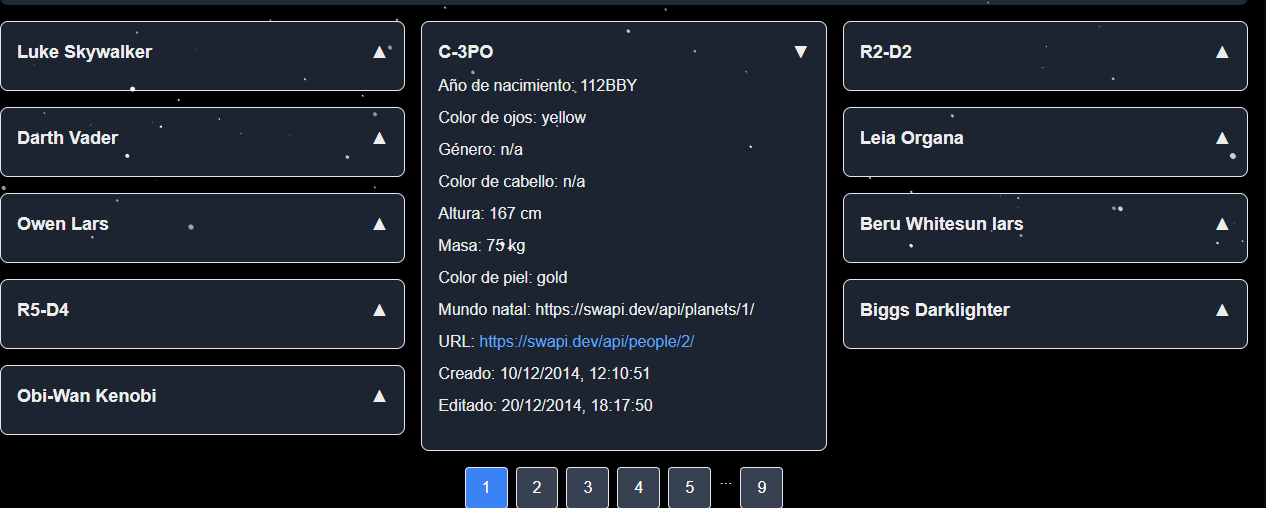 Luke Skywalker ▲
Darth Vader ▲
Owen Lars ▲
R5-D4 ▲
Obi-Wan Kenobi ▲
C-3PO ▼
Año de nacimiento: 112BBY
Color de ojos: yellow
Género: n/a
Color de cabello: n/a
Altura: 167 cm
Masa: 75 kg
Color de piel: gold
Mundo natal: https://swapi.dev/api/planets/1/
URL: https://swapi.dev/api/people/2/
Creado: 10/12/2014, 12:10:51
Editado: 20/12/2014, 18:17:50
R2-D2 ▲
Leia Organa ▲
Beru Whitesun lars ▲
Biggs Darklighter ▲
1 2 3 4 5 ... 9